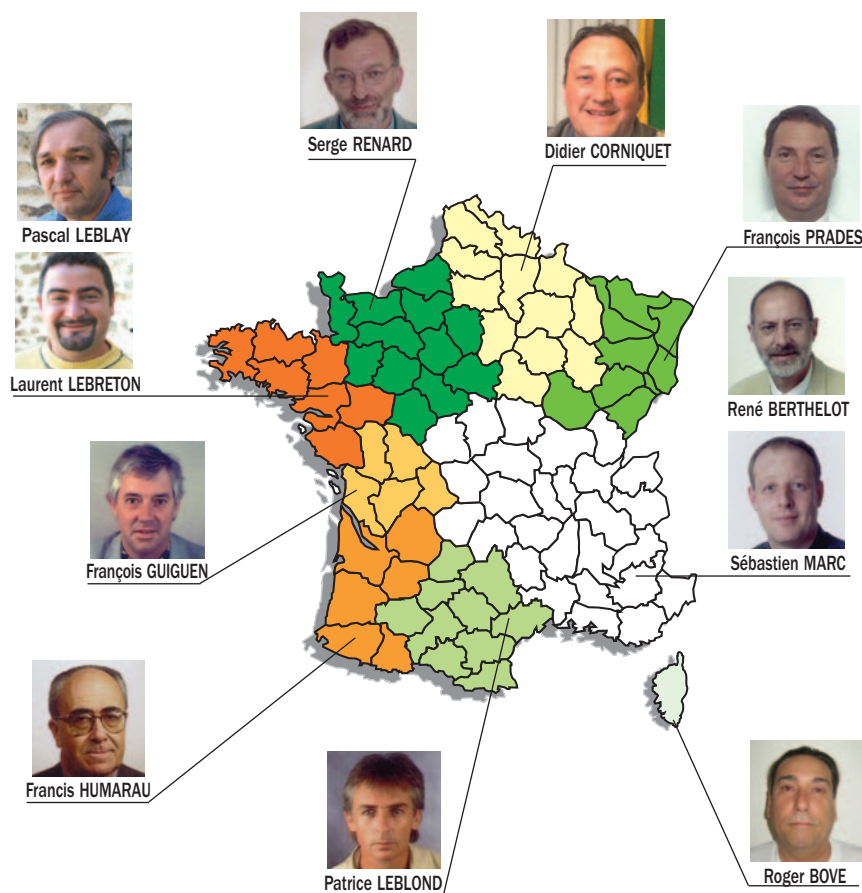 Serge RENARD
Didier CORNIQUET
Pascal LEBLAY
François PRADES
Laurent LEBRETON
René BERTHELOT
François GUIGUEN
Sébastien MARC
Francis HUMARAU
Patrice LEBLOND
Roger BOVE